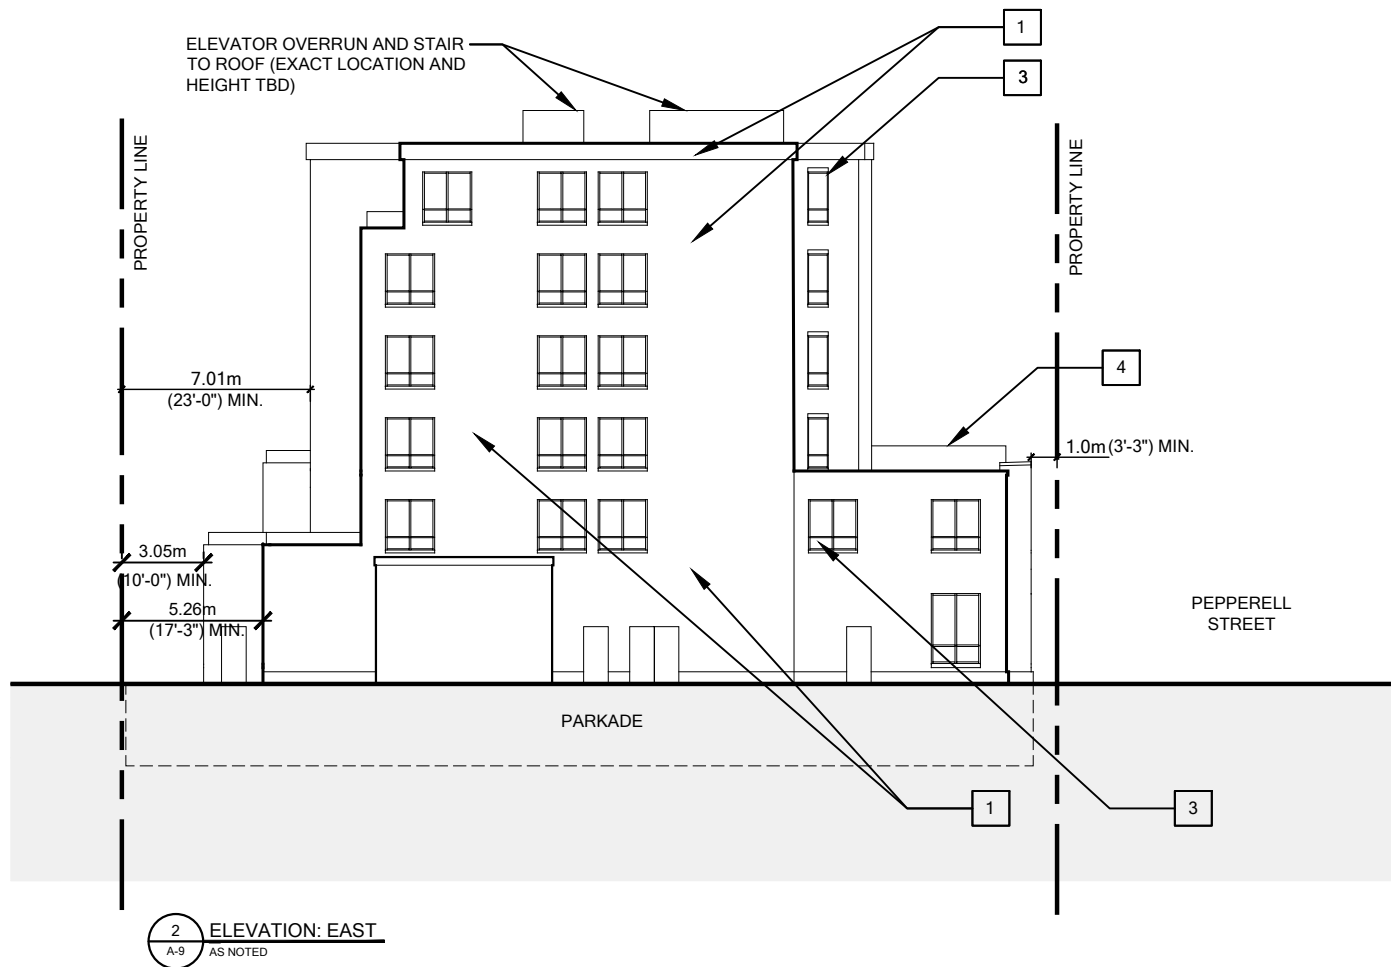 1
ELEVATOR OVERRUN AND STAIR
TO ROOF (EXACT LOCATION AND
HEIGHT TBD)
3
PROPERTY LINE
PROPERTY LINE
4
7.01m
(23'-0") MIN.
1.0m(3'-3") MIN.
3.05m
(10'-0") MIN.
5.26m
(17'-3") MIN.
PEPPERELL
STREET
PARKADE
1
3
2
A-9
ELEVATION: EAST
AS NOTED